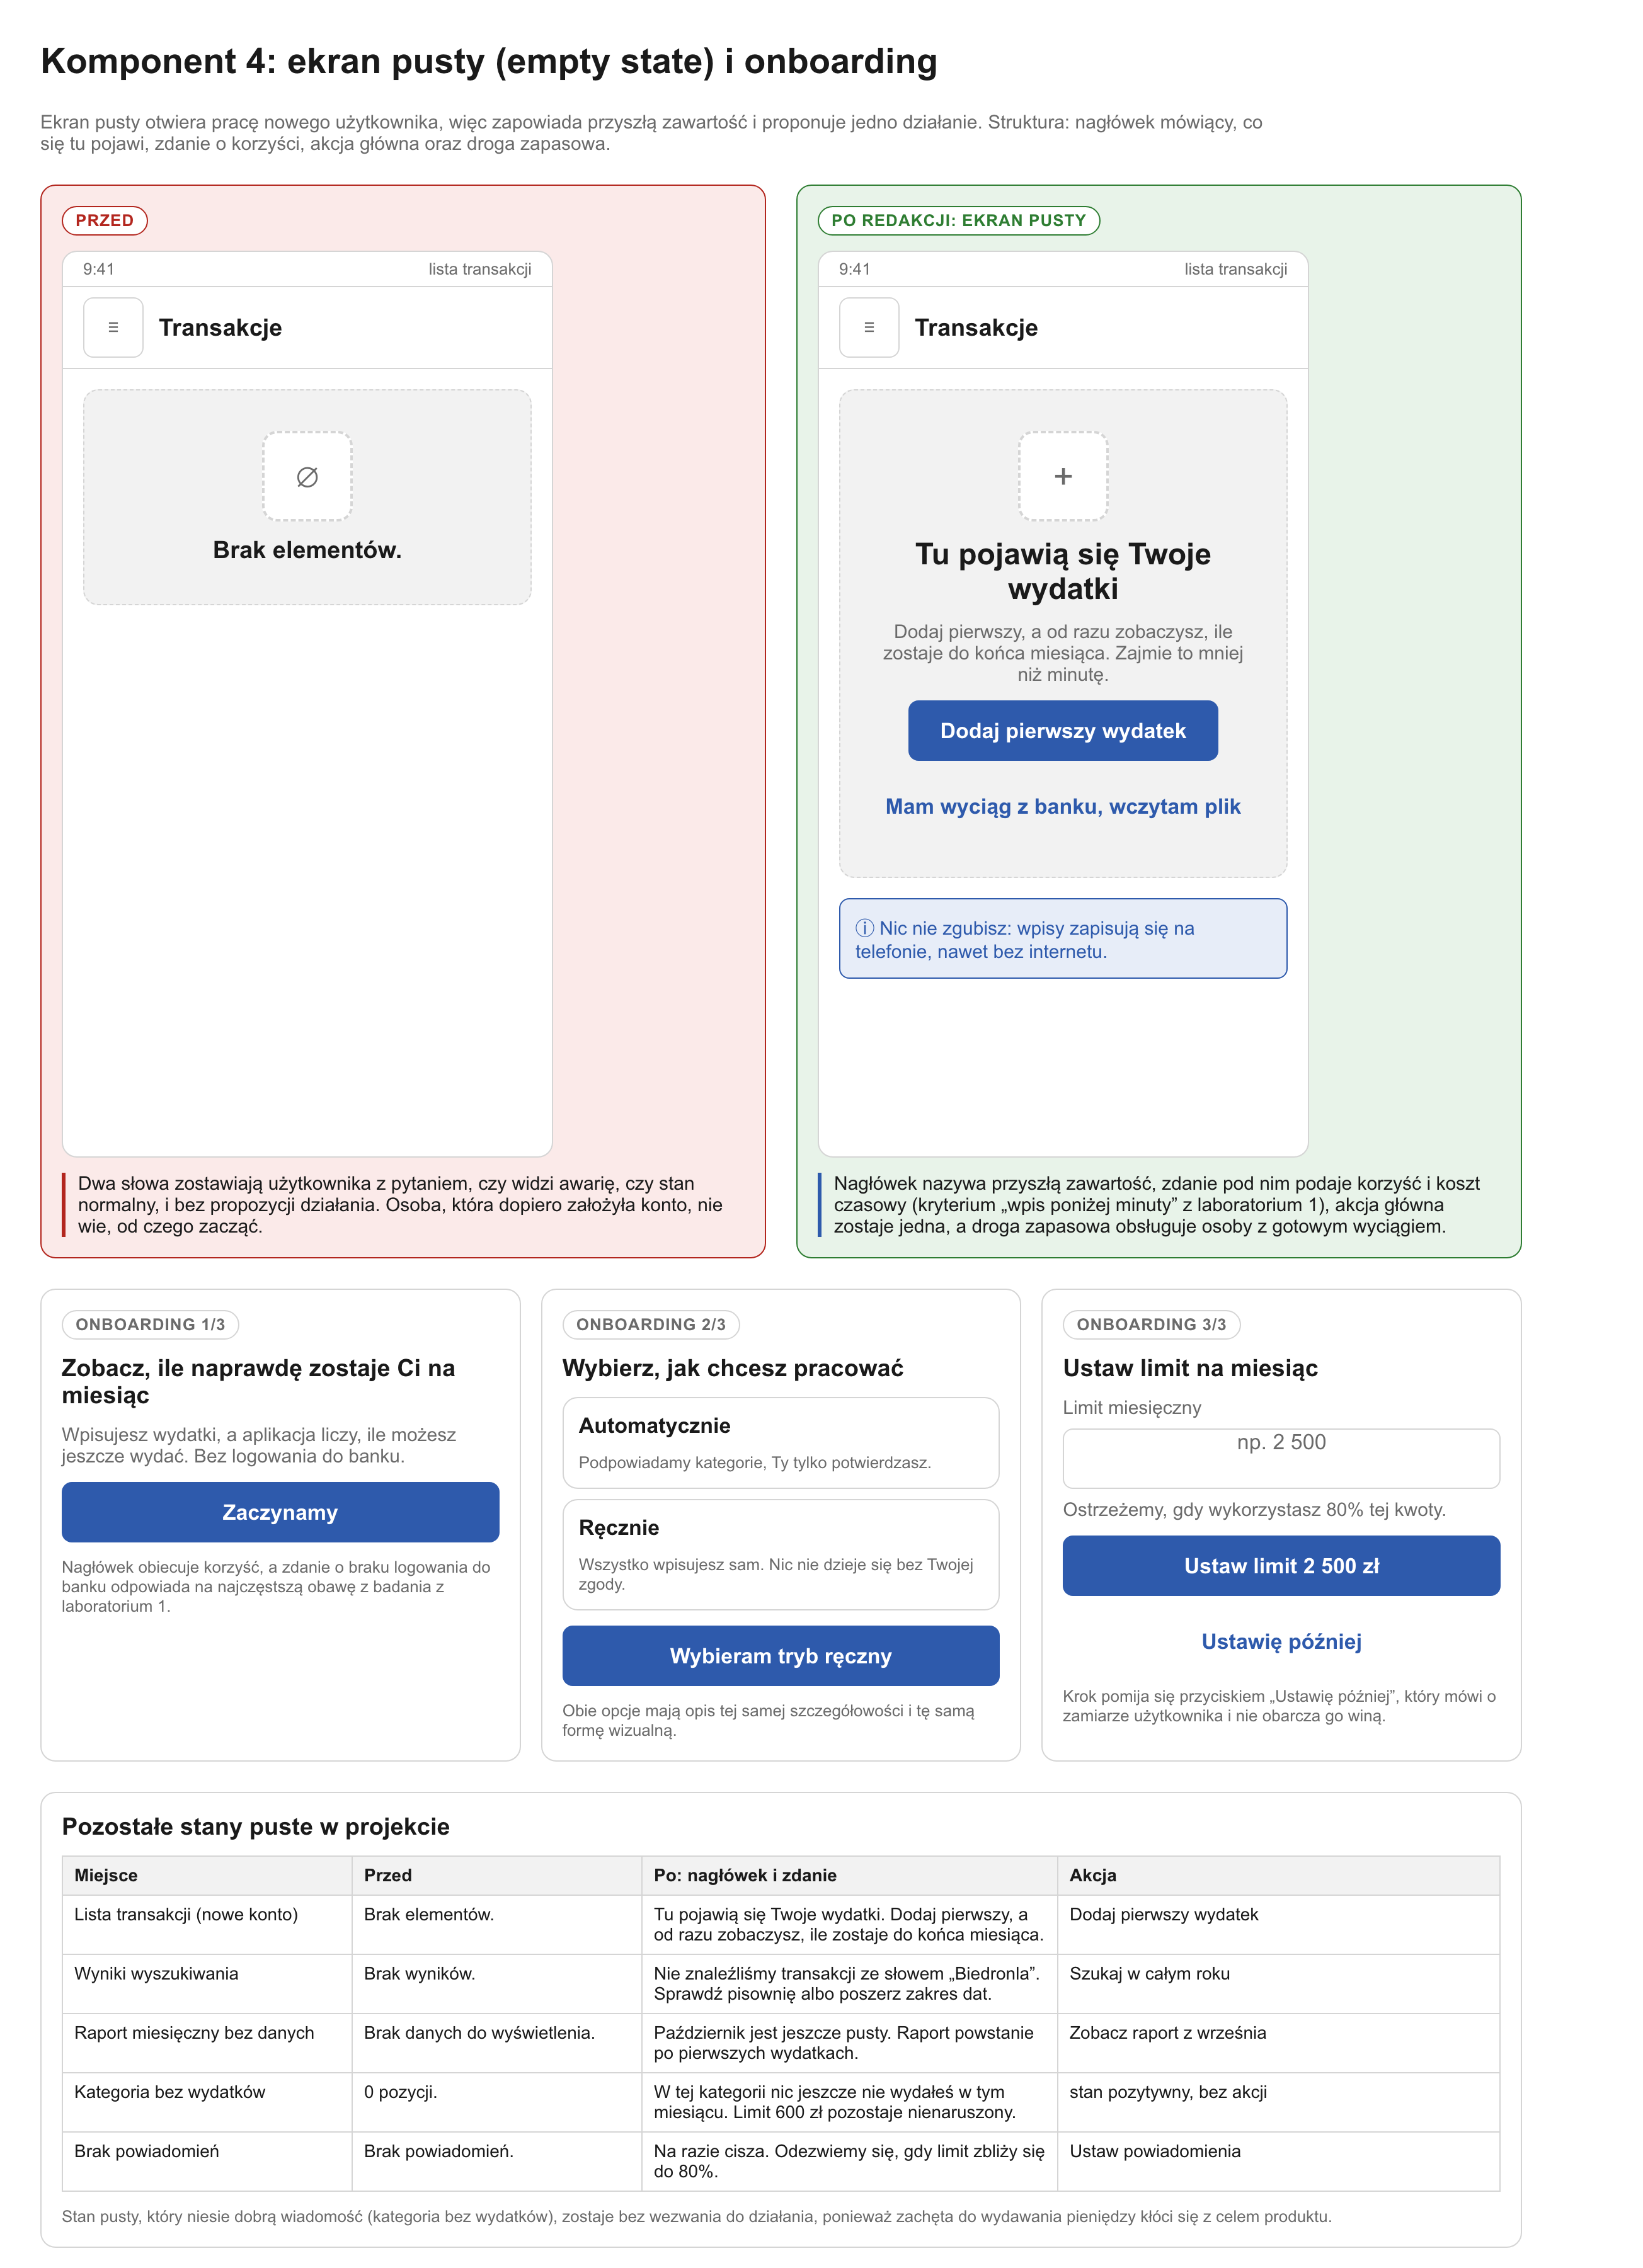 Komponent 4: ekran pusty (empty state) i onboarding
Ekran pusty otwiera pracę nowego użytkownika, więc zapowiada przyszłą zawartość i proponuje jedno działanie. Struktura: nagłówek mówiący, co
się tu pojawi, zdanie o korzyści, akcja główna oraz droga zapasowa.
PRZED
9:41 lista transakcji
≡ Transakcje
∅
Brak elementów.
Dwa słowa zostawiają użytkownika z pytaniem, czy widzi awarię, czy stan
normalny, i bez propozycji działania. Osoba, która dopiero założyła konto, nie
wie, od czego zacząć.
PO REDAKCJI: EKRAN PUSTY
9:41 lista transakcji
≡ Transakcje
+
Tu pojawią się Twoje
wydatki
Dodaj pierwszy, a od razu zobaczysz, ile
zostaje do końca miesiąca. Zajmie to mniej
niż minutę.
Dodaj pierwszy wydatek
Mam wyciąg z banku, wczytam plik
ⓘ Nic nie zgubisz: wpisy zapisują się na
telefonie, nawet bez internetu.
Nagłówek nazywa przyszłą zawartość, zdanie pod nim podaje korzyść i koszt
czasowy (kryterium „wpis poniżej minuty” z laboratorium 1), akcja główna
zostaje jedna, a droga zapasowa obsługuje osoby z gotowym wyciągiem.
ONBOARDING 1/3
Zobacz, ile naprawdę zostaje Ci na
miesiąc
Wpisujesz wydatki, a aplikacja liczy, ile możesz
jeszcze wydać. Bez logowania do banku.
Zaczynamy
Nagłówek obiecuje korzyść, a zdanie o braku logowania do
banku odpowiada na najczęstszą obawę z badania z
laboratorium 1.
ONBOARDING 2/3
Wybierz, jak chcesz pracować
Automatycznie
Podpowiadamy kategorie, Ty tylko potwierdzasz.
Ręcznie
Wszystko wpisujesz sam. Nic nie dzieje się bez Twojej
zgody.
Wybieram tryb ręczny
Obie opcje mają opis tej samej szczegółowości i tę samą
formę wizualną.
ONBOARDING 3/3
Ustaw limit na miesiąc
Limit miesięczny
np. 2 500
Ostrzeżemy, gdy wykorzystasz 80% tej kwoty.
Ustaw limit 2 500 zł
Ustawię później
Krok pomija się przyciskiem „Ustawię później”, który mówi o
zamiarze użytkownika i nie obarcza go winą.
Pozostałe stany puste w projekcie
Miejsce Przed Po: nagłówek i zdanie Akcja
Lista transakcji (nowe konto) Brak elementów. Tu pojawią się Twoje wydatki. Dodaj pierwszy, a Dodaj pierwszy wydatek
od razu zobaczysz, ile zostaje do końca miesiąca.
Wyniki wyszukiwania Brak wyników. Nie znaleźliśmy transakcji ze słowem „Biedronla”. Szukaj w całym roku
Sprawdź pisownię albo poszerz zakres dat.
Raport miesięczny bez danych Brak danych do wyświetlenia. Październik jest jeszcze pusty. Raport powstanie Zobacz raport z września
po pierwszych wydatkach.
Kategoria bez wydatków 0 pozycji. W tej kategorii nic jeszcze nie wydałeś w tym stan pozytywny, bez akcji
miesiącu. Limit 600 zł pozostaje nienaruszony.
Brak powiadomień Brak powiadomień. Na razie cisza. Odezwiemy się, gdy limit zbliży się Ustaw powiadomienia
do 80%.
Stan pusty, który niesie dobrą wiadomość (kategoria bez wydatków), zostaje bez wezwania do działania, ponieważ zachęta do wydawania pieniędzy kłóci się z celem produktu.